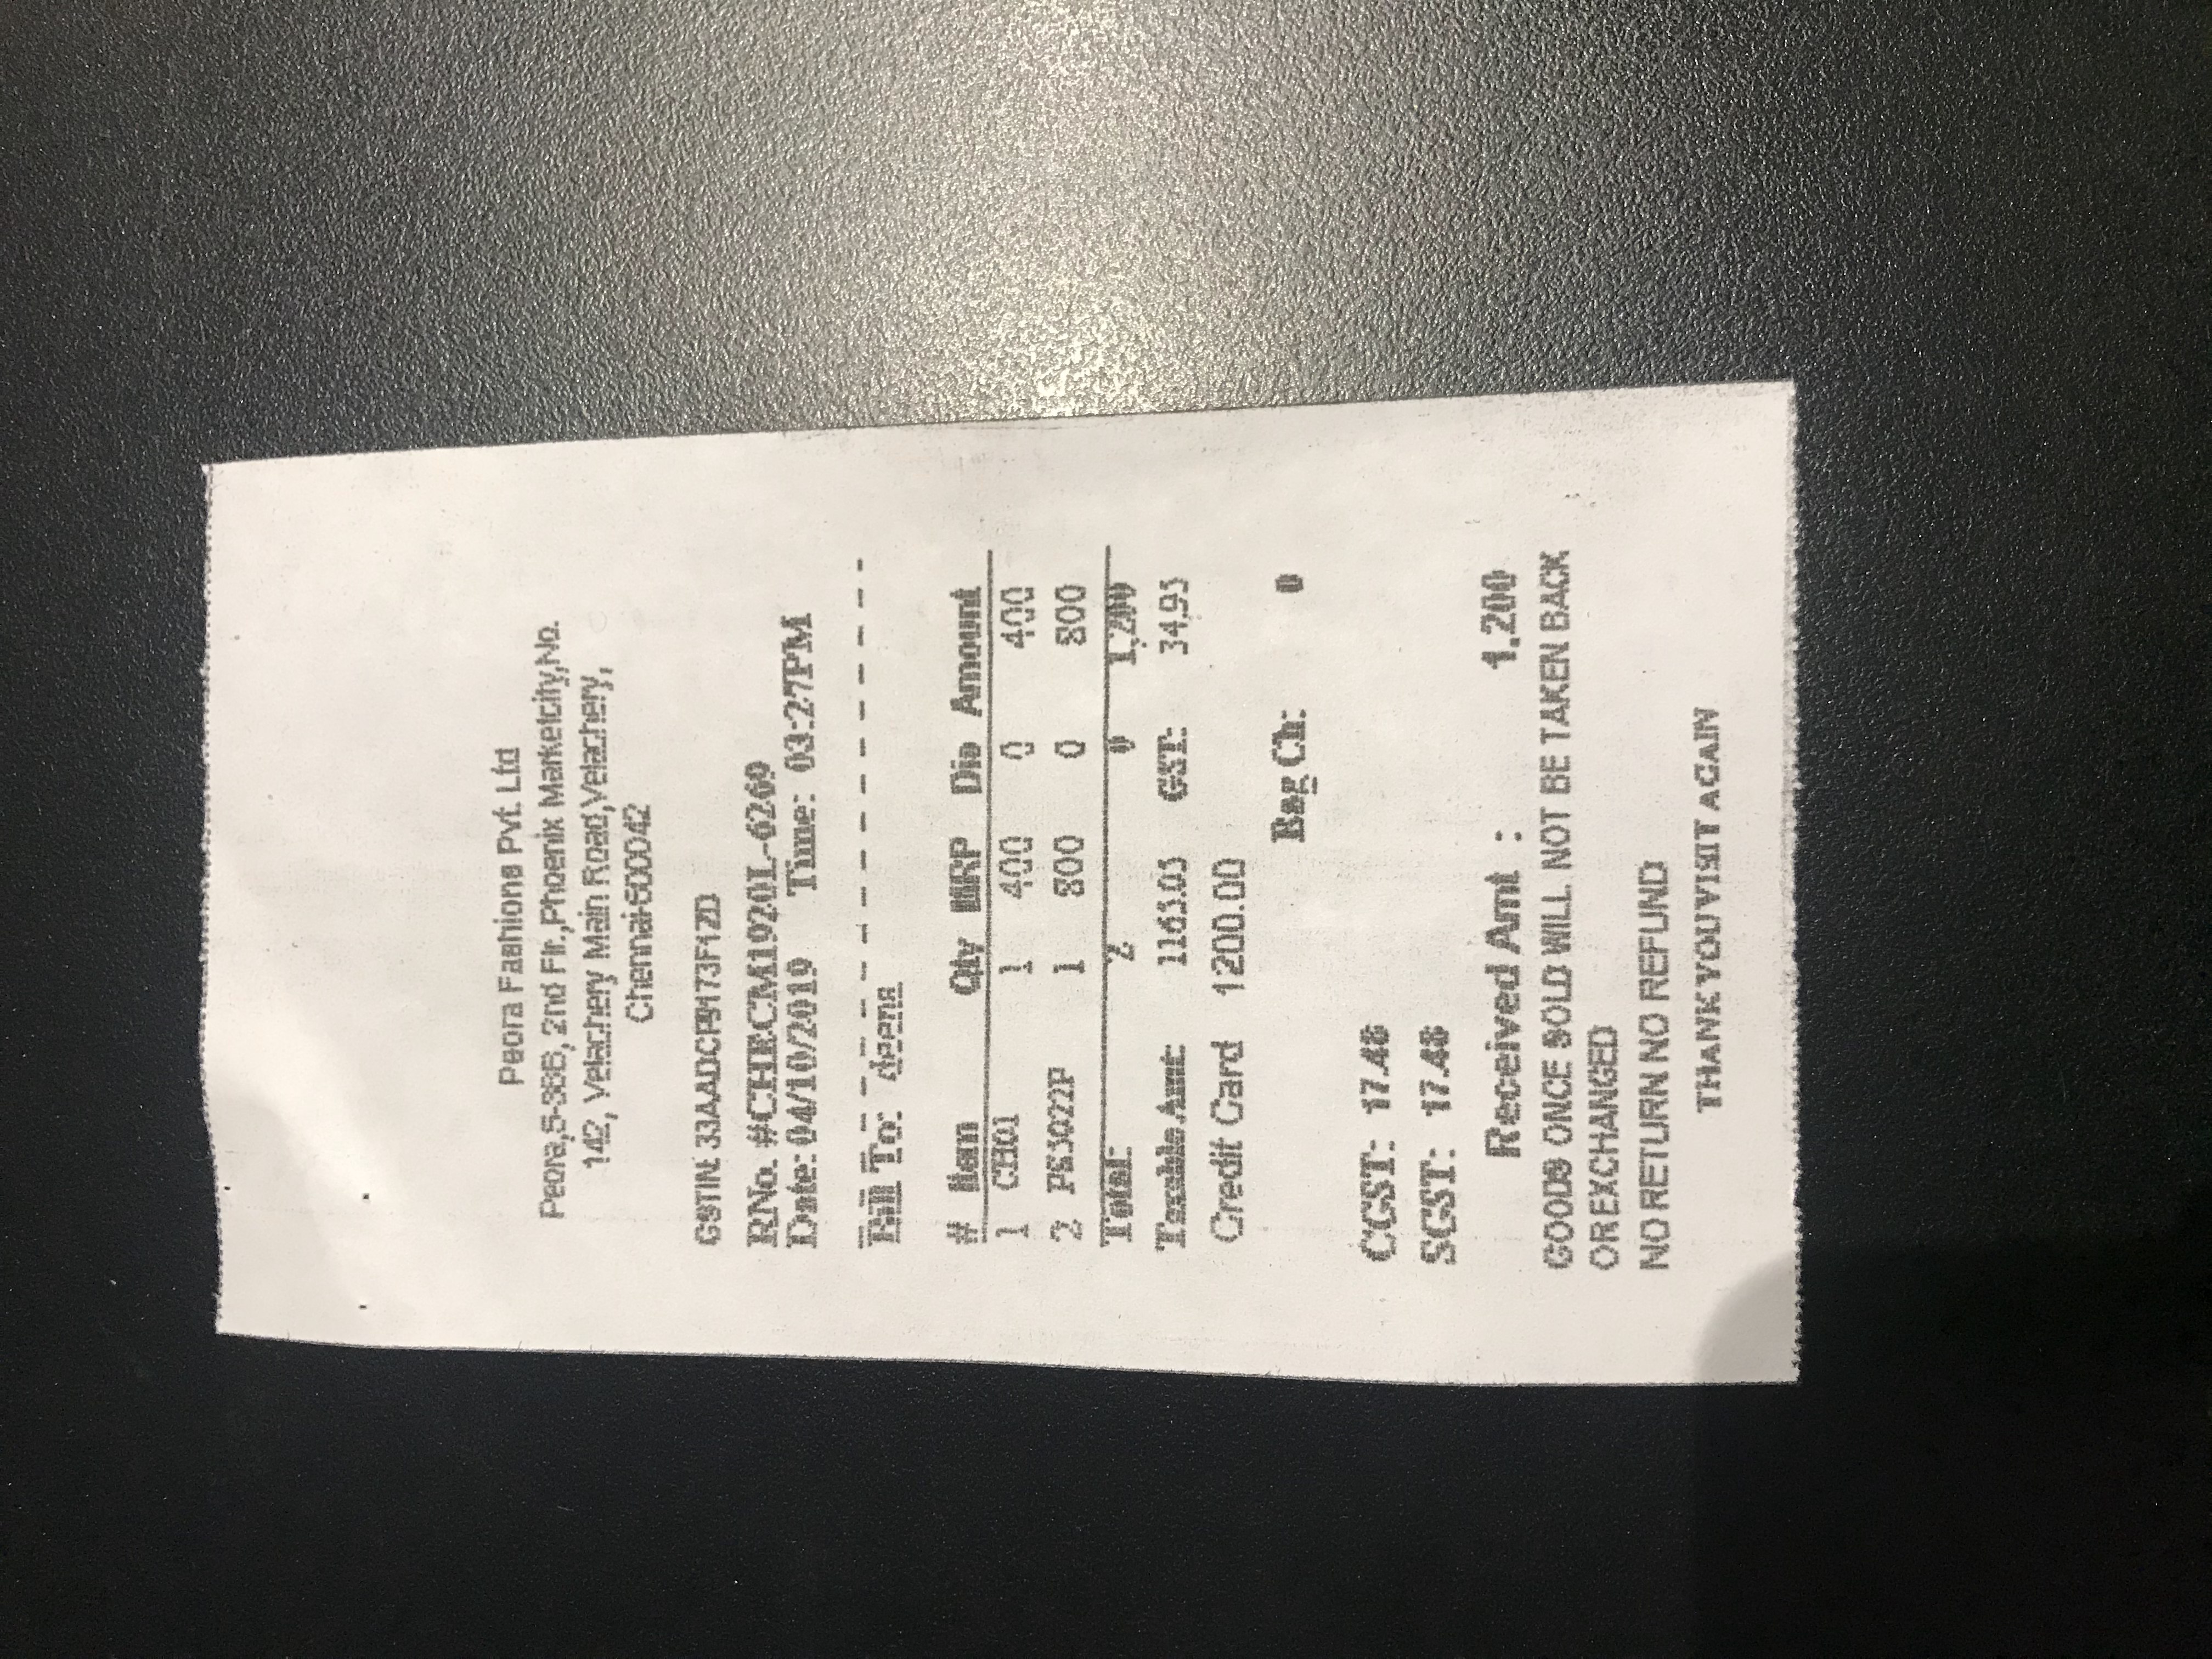 Peora Fashions Pvt. Ltd
Peora,S-36B, 2nd Flr.,Phoenix Marketcity,No.
142, Velachery Main Road,Velachery,
Chennai-600042
GSTIN: 33AADCP9173F1ZD
RNo. #CHECM1920L-6269
Date: 04/10/2019 Time: 03:27PM
Bill To: deena
# Item Qty MRP Dis Amount
1 CH01 1 400 0 400
2 PS3022P 1 800 0 800
Total: 2 0 1,200
Taxable Amt: 1165.05 GST: 34.95
Credit Card 1200.00
Bag Ch: 0
CGST: 17.48
SGST: 17.48
Received Amt : 1,200
GOODS ONCE SOLD WILL NOT BE TAKEN BACK
OR EXCHANGED
NO RETURN NO REFUND
THANK YOU VISIT AGAIN